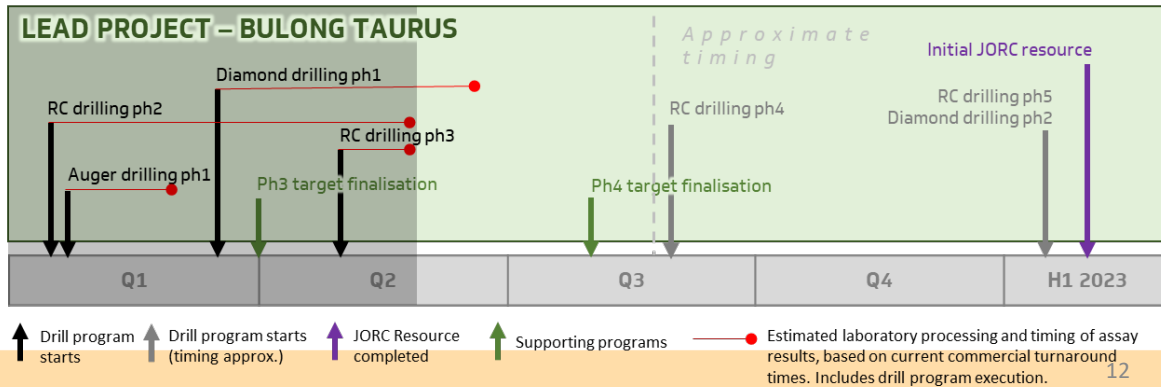 LEAD PROJECT – BULONG TAURUS
Approximate
timing
Initial JORC resource
Diamond drilling ph1
RC drilling ph2
RC drilling ph4
RC drilling ph5
Diamond drilling ph2
RC drilling ph3
Auger drilling ph1
Ph3 target finalisation
Ph4 target finalisation
Q1
Q2
Q3
Q4
H1 2023
Drill program
starts
Drill program starts
(timing approx.)
JORC Resource
completed
Supporting programs
Estimated laboratory processing and timing of assay
results, based on current commercial turnaround
times. Includes drill program execution.
12